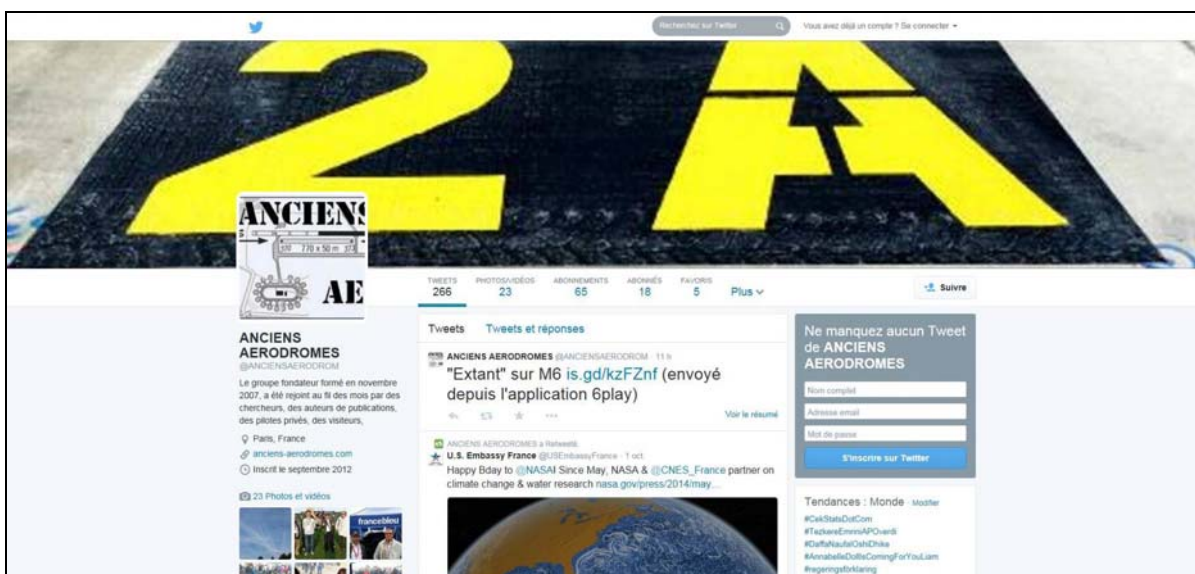 Recherchez sur Twitter
Vous avez déjà un compte ? Se connecter
2 A
ANCIENS
770 x 50 m
AE
TWEETS
266
PHOTOS/VIDÉOS
23
ABONNEMENTS
65
ABONNÉS
18
FAVORIS
5
Plus
Suivre
ANCIENS
AERODROMES
@ANCIENSAERODROM
Le groupe fondateur formé en novembre
2007, a été rejoint au fil des mois par des
chercheurs, des auteurs de publications,
des pilotes privés, des visiteurs,
Paris, France
anciens-aerodromes.com
Inscrit le septembre 2012
23 Photos et vidéos
francebleu
Tweets Tweets et réponses
ANCIENS AERODROMES @ANCIENSAERODROM · 11 h
"Extant" sur M6 is.gd/kzFZnf (envoyé
depuis l'application 6play)
Voir le résumé
ANCIENS AERODROMES a Retweeté
U.S. Embassy France @USEmbassyFrance · 1 oct.
Happy Bday to @NASA! Since May, NASA & @CNES_France partner on
climate change & water research nasa.gov/press/2014/may…
Ne manquez aucun Tweet
de ANCIENS
AERODROMES
Nom complet
Adresse email
Mot de passe
S'inscrire sur Twitter
Tendances : Monde · Modifier
#CekStatsDotCom
#TezkereEmriniAPOverdi
#DaffaNaufalOshiDhike
#AnnabelleDollIsComingForYouLiam
#regeringsförklaring